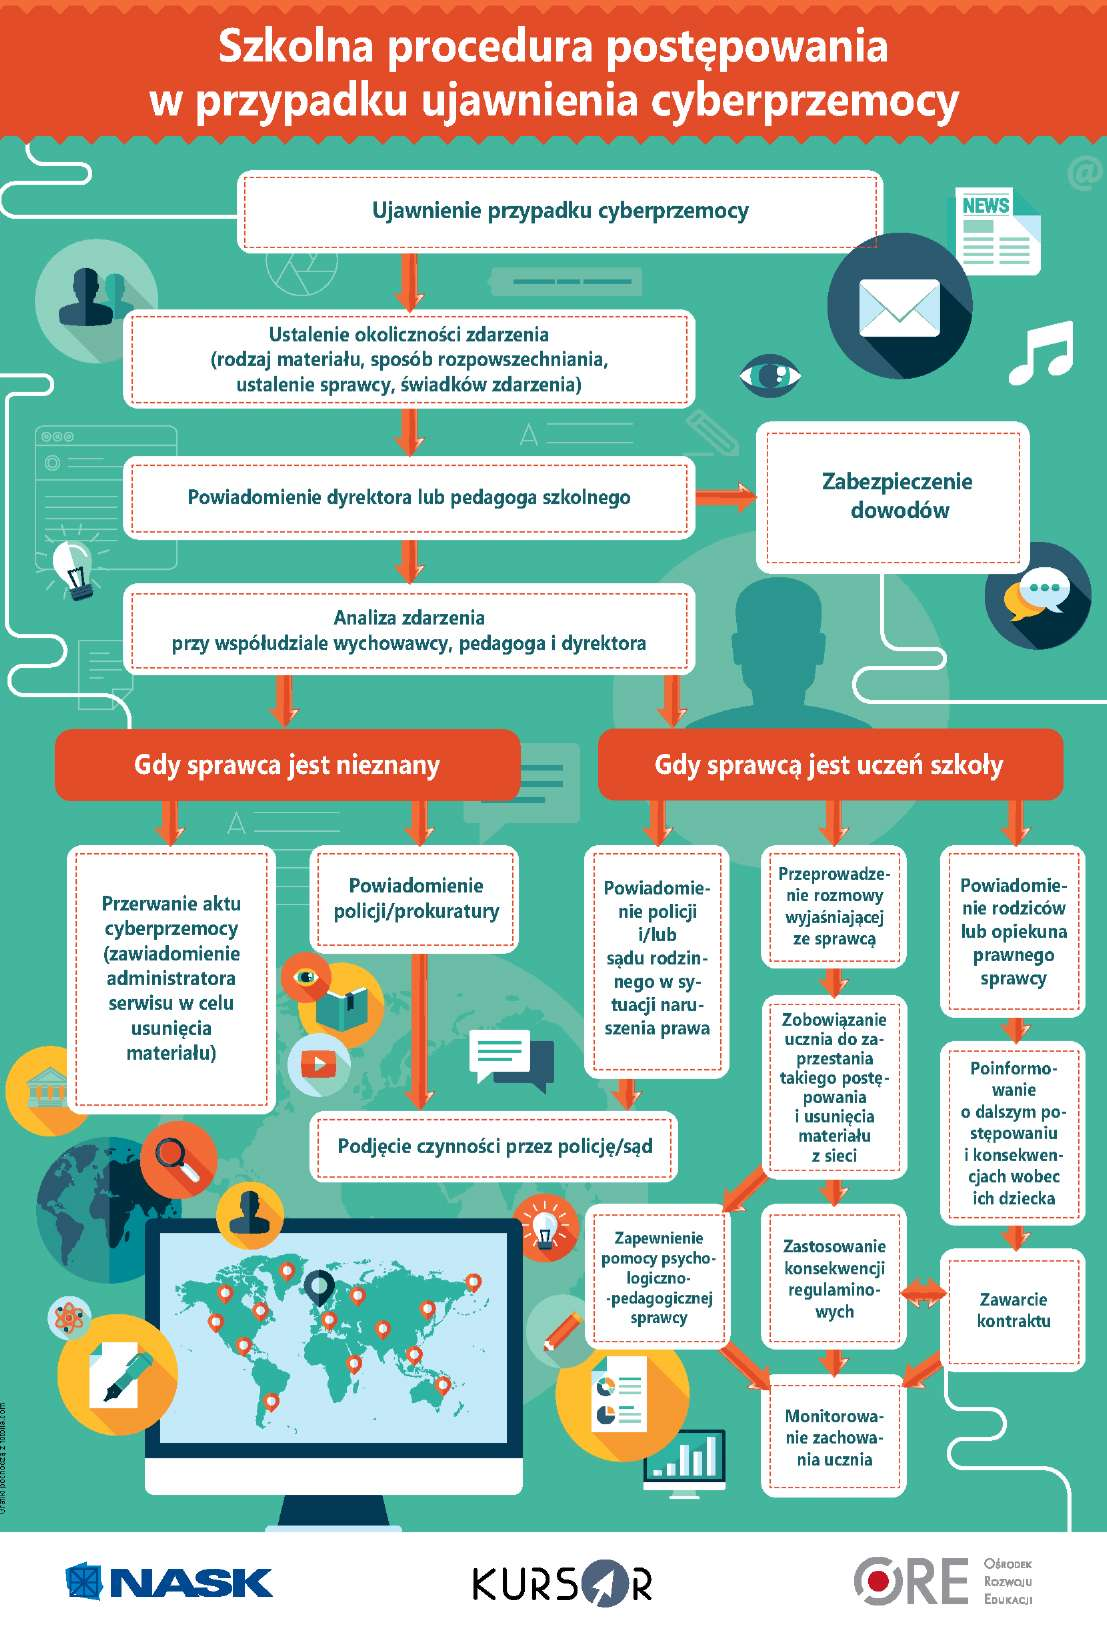 Szkolna procedura postępowania
w przypadku ujawnienia cyberprzemocy
@
NEWS
Ujawnienie przypadku cyberprzemocy
Ustalenie okoliczności zdarzenia
(rodzaj materiału, sposób rozpowszechniania,
ustalenie sprawcy, świadków zdarzenia)
A
Powiadomienie dyrektora lub pedagoga szkolnego
Zabezpieczenie
dowodów
Analiza zdarzenia
przy współudziale wychowawcy, pedagoga i dyrektora
Gdy sprawca jest nieznany
Gdy sprawcą jest uczeń szkoły
A
Przerwanie aktu
cyberprzemocy
(zawiadomienie
administratora
serwisu w celu
usunięcia
materiału)
Powiadomienie
policji/prokuratury
Powiadomie-
nie policji
i/lub
sądu rodzin-
nego w sy-
tuacji naru-
szenia prawa
Podjęcie czynności przez policję/sąd
Przeprowadze-
nie rozmowy
wyjaśniającej
ze sprawcą
Zobowiązanie
ucznia do za-
przestania
takiego postę-
powania
i usunięcia
materiału
z sieci
Powiadomie-
nie rodziców
lub opiekuna
prawnego
sprawcy
Poinformo-
wanie
o dalszym po-
stępowaniu
i konsekwen-
cjach wobec
ich dziecka
Zapewnienie
pomocy psycho-
logiczno-
-pedagogicznej
sprawcy
Zastosowanie
konsekwencji
regulamino-
wych
Zawarcie
kontraktu
Monitorowa-
nie zachowa-
nia ucznia
Grafiki pochodzą z fotolia.com
NASK
KURSOR
ORE
Ośrodek
Rozwoju
Edukacji